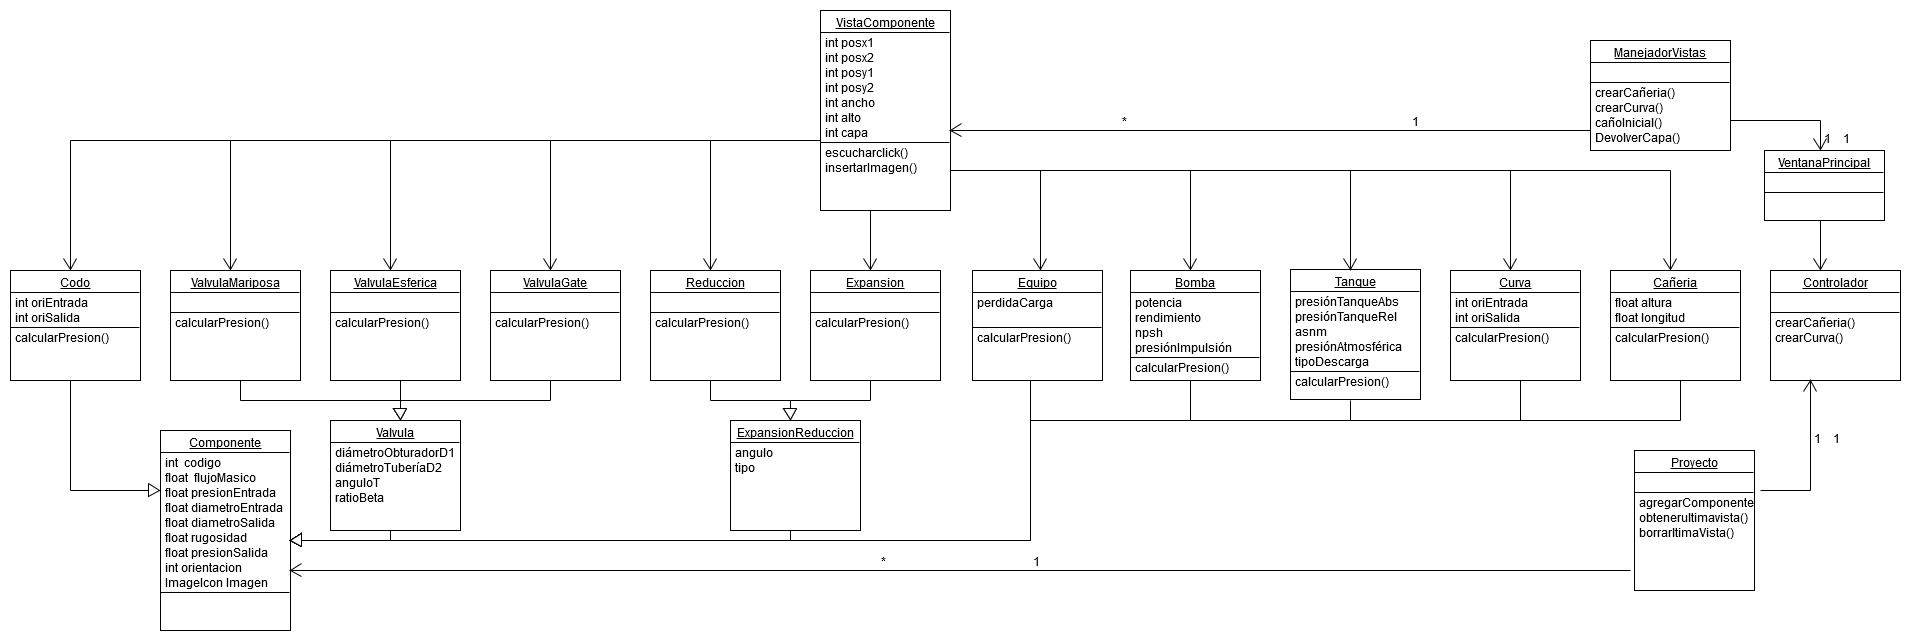 VistaComponente
int posx1
int posx2
int posy1
int posy2
int ancho
int alto
int capa
escucharclick()
insertarImagen()
ManejadorVistas
crearCañeria()
crearCurva()
cañoInicial()
DevolverCapa()
*
1
1
1
VentanaPrincipal
Codo
int oriEntrada
int oriSalida
calcularPresion()
ValvulaMariposa
calcularPresion()
ValvulaEsferica
calcularPresion()
ValvulaGate
calcularPresion()
Reduccion
calcularPresion()
Expansion
calcularPresion()
Equipo
perdidaCarga
calcularPresion()
Bomba
potencia
rendimiento
npsh
presiónImpulsión
calcularPresion()
Tanque
presiónTanqueAbs
presiónTanqueRel
asnm
presiónAtmosférica
tipoDescarga
calcularPresion()
Curva
int oriEntrada
int oriSalida
calcularPresion()
Cañeria
float altura
float longitud
calcularPresion()
Controlador
crearCañeria()
crearCurva()
Componente
int codigo
float flujoMasico
float presionEntrada
float diametroEntrada
float diametroSalida
float rugosidad
float presionSalida
int orientacion
ImageIcon Imagen
Valvula
diámetroObturadorD1
diámetroTuberíaD2
anguloT
ratioBeta
ExpansionReduccion
angulo
tipo
1
1
Proyecto
agregarComponente
obtenerultimavista()
borrarltimaVista()
*
1